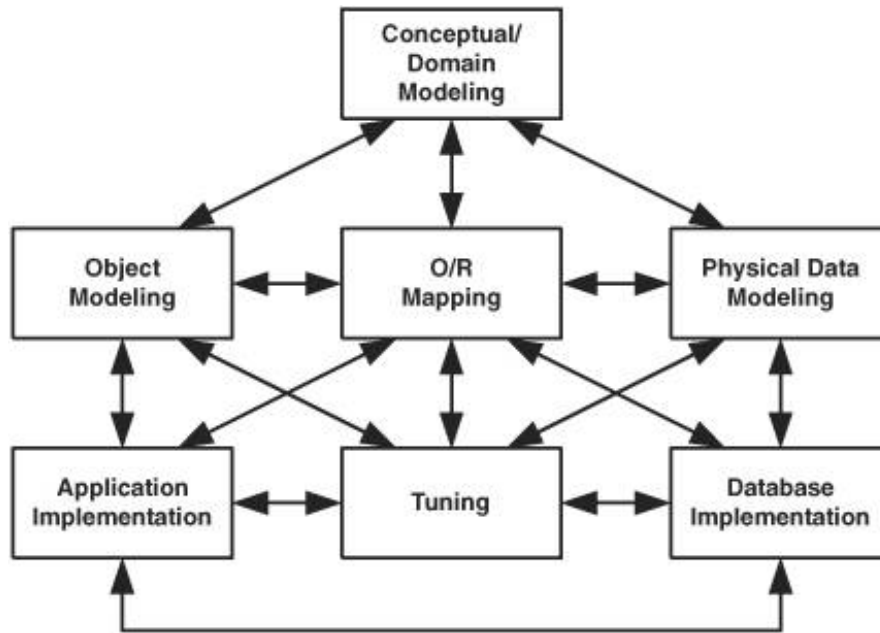 Conceptual/
Domain
Modeling
Object
Modeling
O/R
Mapping
Physical Data
Modeling
Application
Implementation
Tuning
Database
Implementation